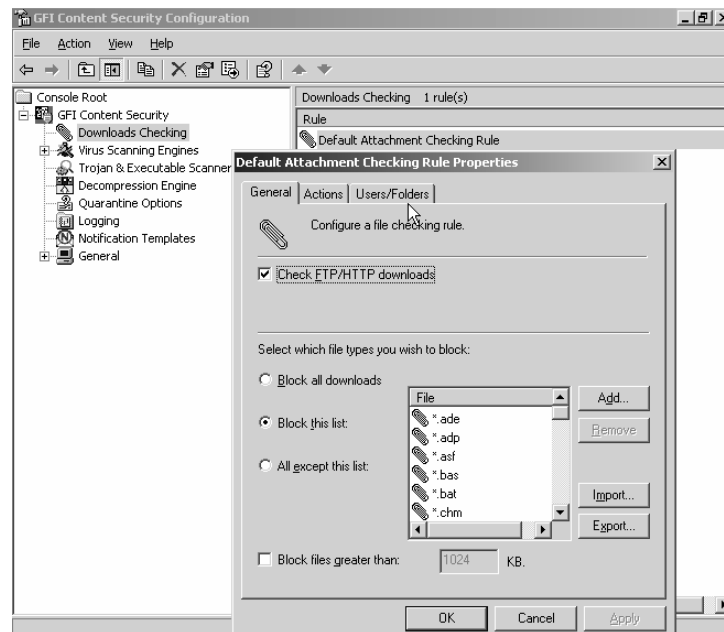 GFI Content Security Configuration
File Action View Help
Console Root
GFI Content Security
Downloads Checking
Virus Scanning Engines
Trojan & Executable Scanner
Decompression Engine
Quarantine Options
Logging
Notification Templates
General
Downloads Checking 1 rule(s)
Rule
Default Attachment Checking Rule
Default Attachment Checking Rule Properties
General Actions Users/Folders
Configure a file checking rule.
Check FTP/HTTP downloads
Select which file types you wish to block:
Block all downloads
Block this list:
All except this list:
File
*.ade
*.adp
*.asf
*.bas
*.bat
*.chm
Add...
Remove
Import...
Export...
Block files greater than: 1024 KB.
OK Cancel Apply